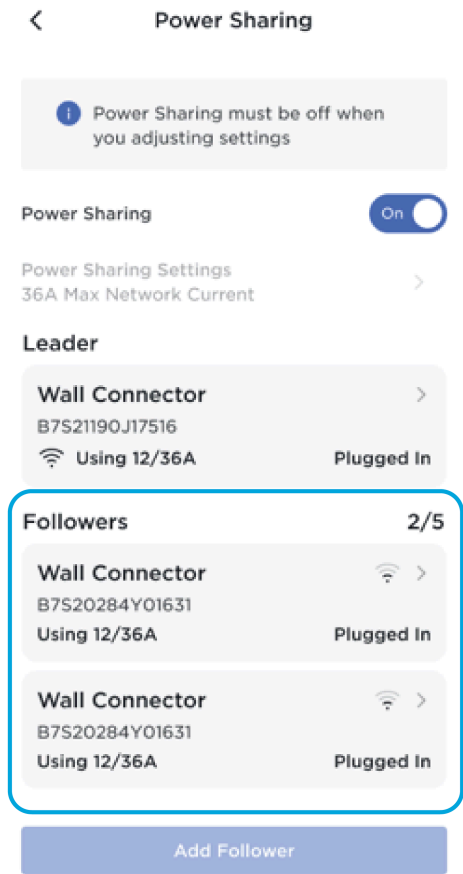 Power Sharing
Power Sharing must be off when
you adjusting settings
Power Sharing
On
Power Sharing Settings
36A Max Network Current
Leader
Wall Connector
B7S21190J17516
Using 12/36A
Plugged In
Followers
2/5
Wall Connector
B7S20284Y01631
Using 12/36A
Plugged In
Wall Connector
B7S20284Y01631
Using 12/36A
Plugged In
Add Follower